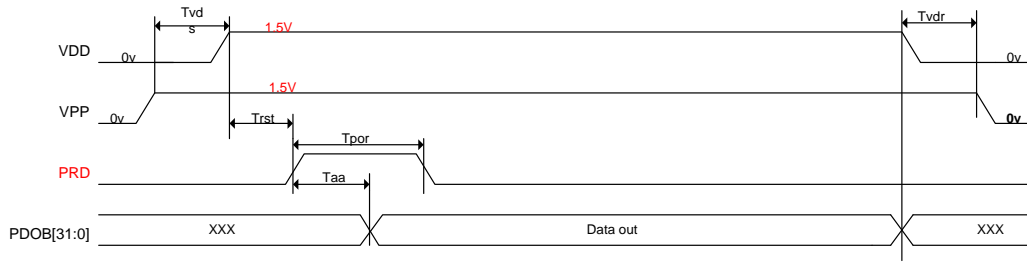 Tvd
s
Tvdr
1.5V
VDD
0v
0v
1.5V
VPP
0v
0v
Trst
Tpor
PRD
Taa
PDOB[31:0]
XXX
Data out
XXX